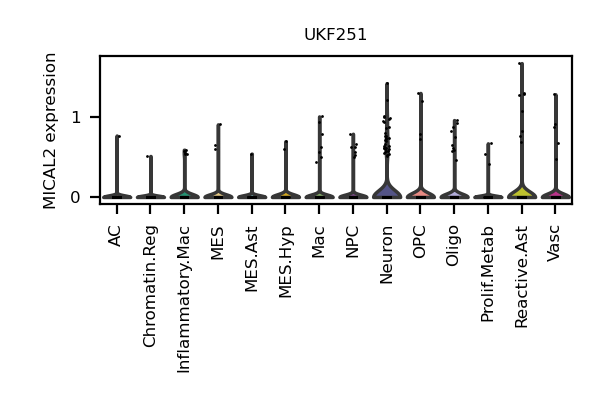 UKF251
MICAL2 expression
1
0
AC
Chromatin.Reg
Inflammatory.Mac
MES
MES.Ast
MES.Hyp
Mac
NPC
Neuron
OPC
Oligo
Prolif.Metab
Reactive.Ast
Vasc